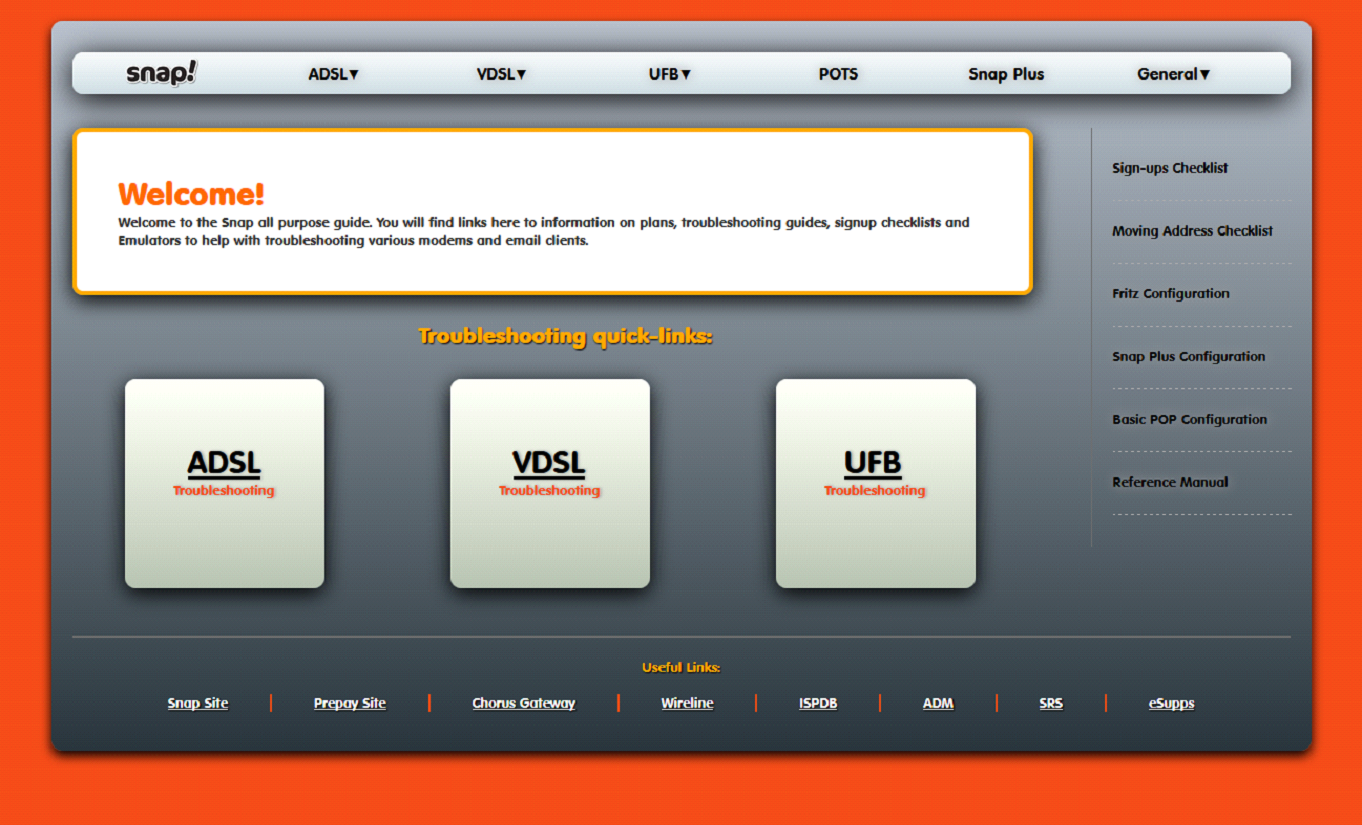 snap!
ADSL▼
VDSL▼
UFB▼
POTS
Snap Plus
General▼
Welcome!
Welcome to the Snap all purpose guide. You will find links here to information on plans, troubleshooting guides, signup checklists and
Emulators to help with troubleshooting various modems and email clients.
Sign-ups Checklist
Moving Address Checklist
Fritz Configuration
Snap Plus Configuration
Basic POP Configuration
Reference Manual
Troubleshooting quick-links:
ADSL
Troubleshooting
VDSL
Troubleshooting
UFB
Troubleshooting
Useful Links:
Snap Site | Prepay Site | Chorus Gateway | Wireline | ISPDB | ADM | SRS | eSupps